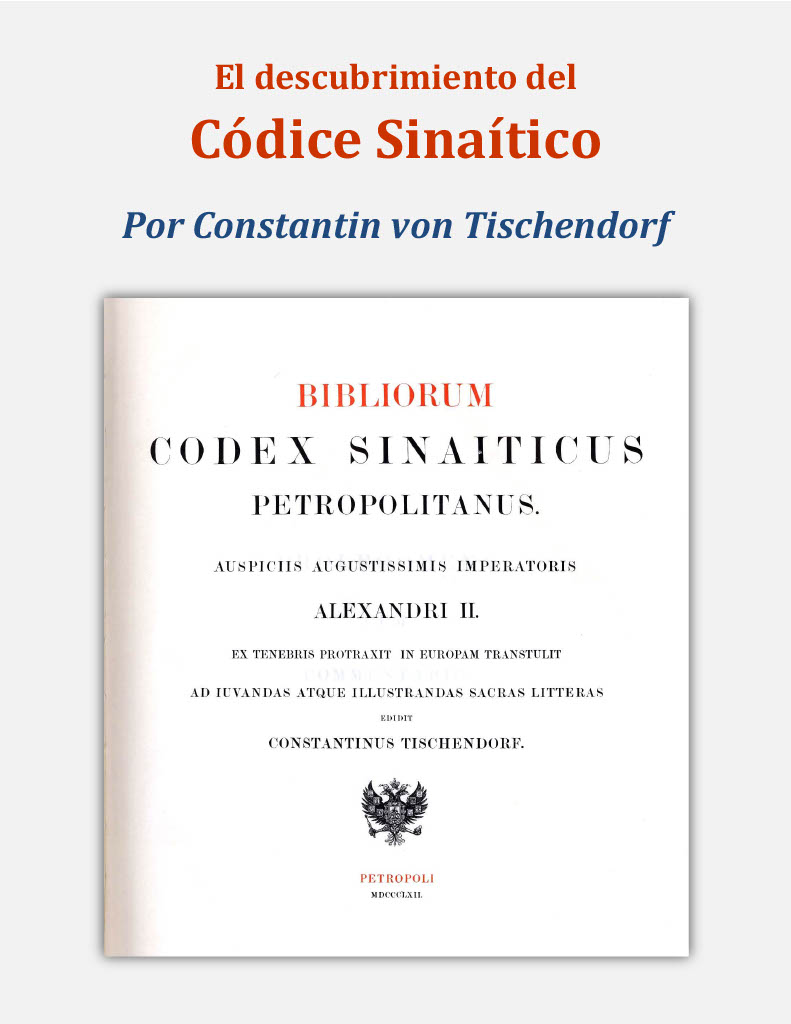 El descubrimiento del
Códice Sinaítico
Por Constantin von Tischendorf
BIBLIORUM
CODEX SINAITICUS
PETROPOLITANUS.
AUSPICIIS AUGUSTISSIMIS IMPERATORIS
ALEXANDRI II.
EX TENEBRIS PROTRAXIT IN EUROPAM TRANSTULIT
AD IUVANDAS ATQUE ILLUSTRANDAS SACRAS LITTERAS
EDIDIT
CONSTANTINUS TISCHENDORF.
PETROPOLI
MDCCCLXII.